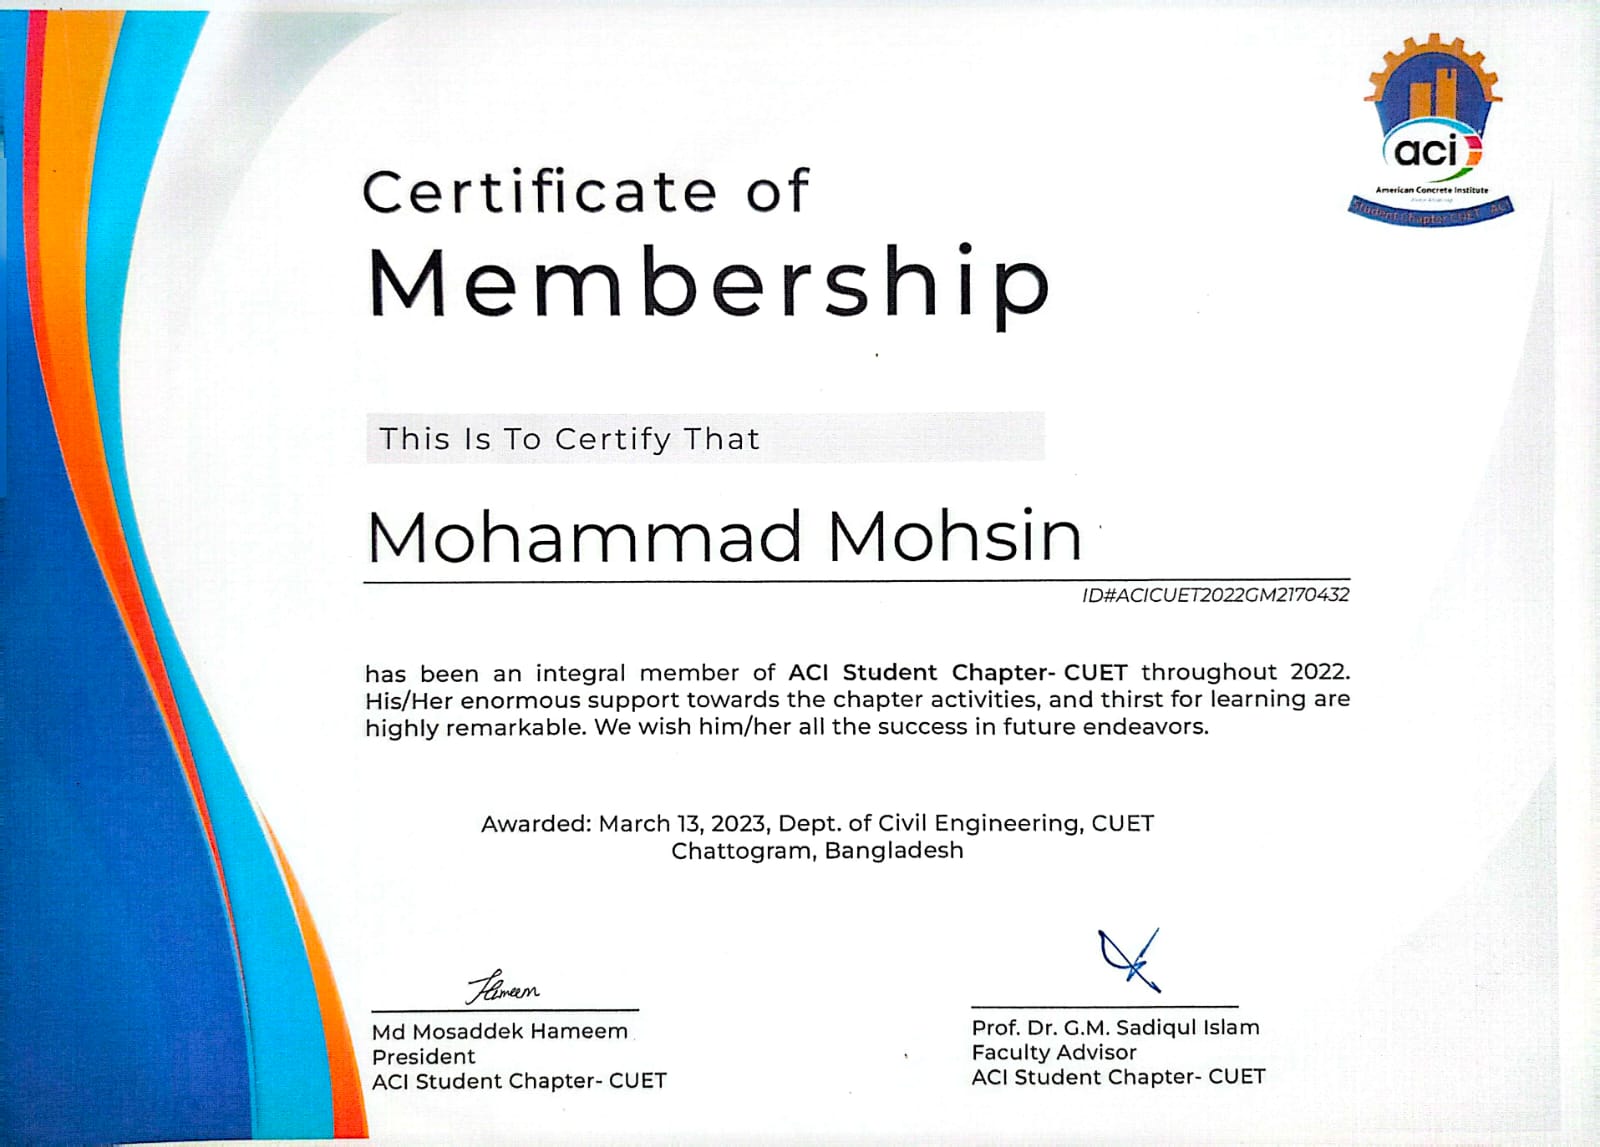 aci
American Concrete Institute
Student Chapter CUET - ACI
Certificate of
Membership
This Is To Certify That
Mohammad Mohsin
ID#ACICUET2022GM2170432
has been an integral member of ACI Student Chapter- CUET throughout 2022.
His/Her enormous support towards the chapter activities, and thirst for learning are
highly remarkable. We wish him/her all the success in future endeavors.
Awarded: March 13, 2023, Dept. of Civil Engineering, CUET
Chattogram, Bangladesh
Hameem
Md Mosaddek Hameem
President
ACI Student Chapter- CUET
Prof. Dr. G.M. Sadiqul Islam
Faculty Advisor
ACI Student Chapter- CUET